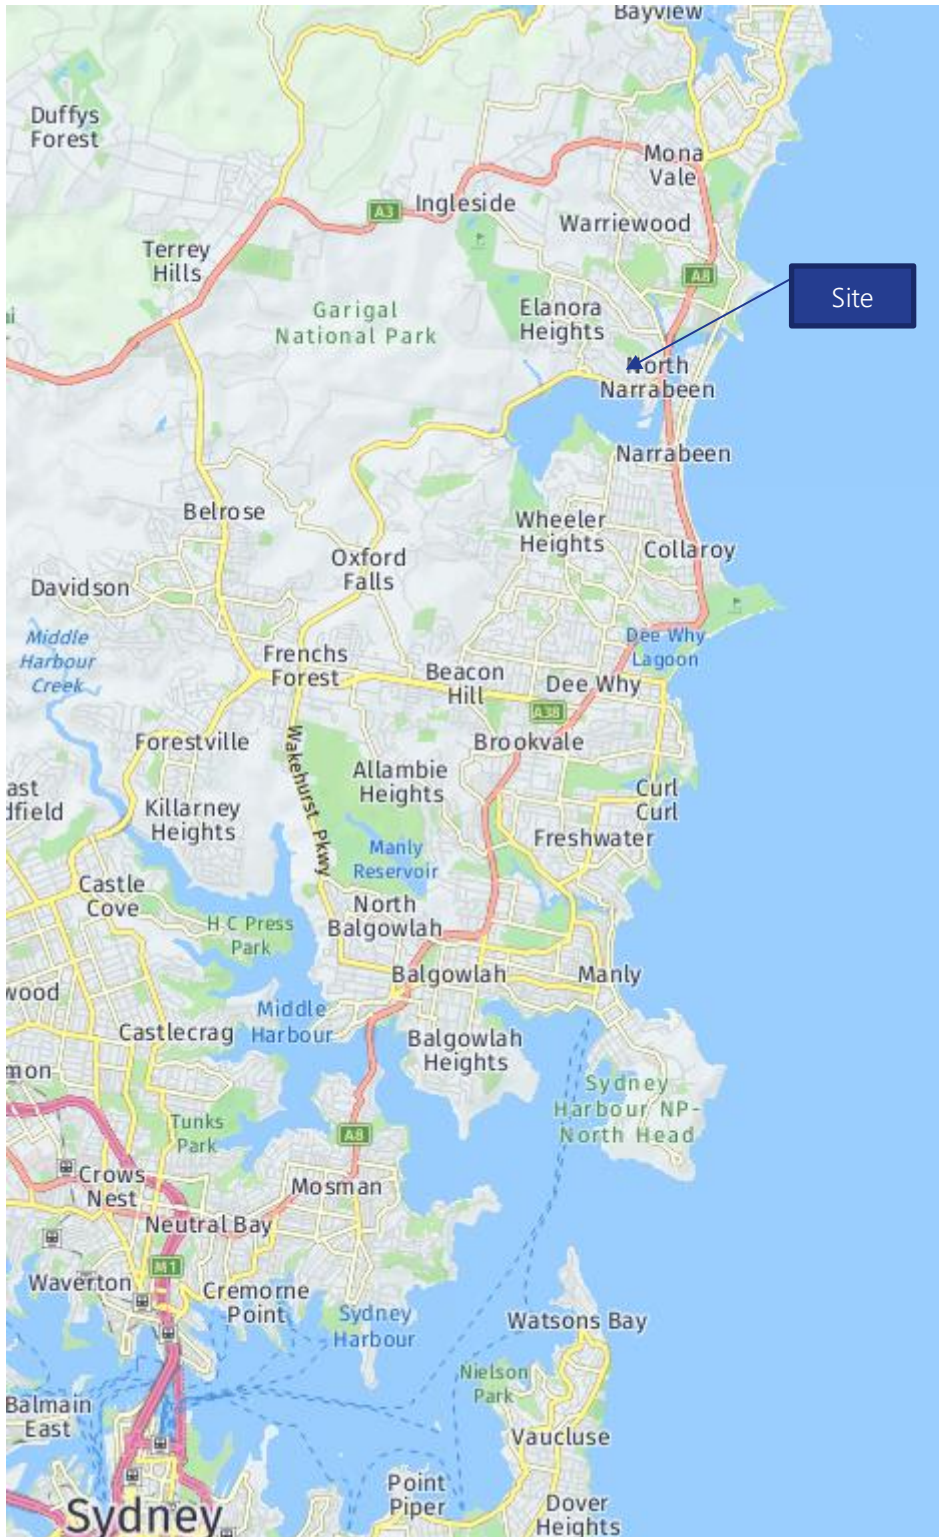 Bayview
Duffys
Forest
Mona
Vale
A3
Ingleside
Warriewood
Terrey
Hills
A8
Site
Garigal
National Park
Elanora
Heights
North
Narrabeen
Narrabeen
Belrose
Wheeler
Heights
Collaroy
Oxford
Falls
Davidson
Middle
Harbour
Creek
Dee Why
Lagoon
Frenchs
Forest
Beacon
Hill
Dee Why
A38
Forestville
Wakehurst Pkwy
Brookvale
Allambie
Heights
Curl
Curl
Killarney
Heights
Freshwater
Manly
Reservoir
Castle
Cove
H C Press
Park
North
Balgowlah
Balgowlah
Manly
wood
Middle
Harbour
Castlecrag
Balgowlah
Heights
mon
Sydney
Harbour NP-
North Head
Tunks
Park
A8
Crows
Nest
Mosman
Neutral Bay
M1
Waverton
Cremorne
Point
Sydney
Harbour
Watsons Bay
Nielson
Park
Balmain
East
Vaucluse
Point
Piper
Sydney
Dover
Heights